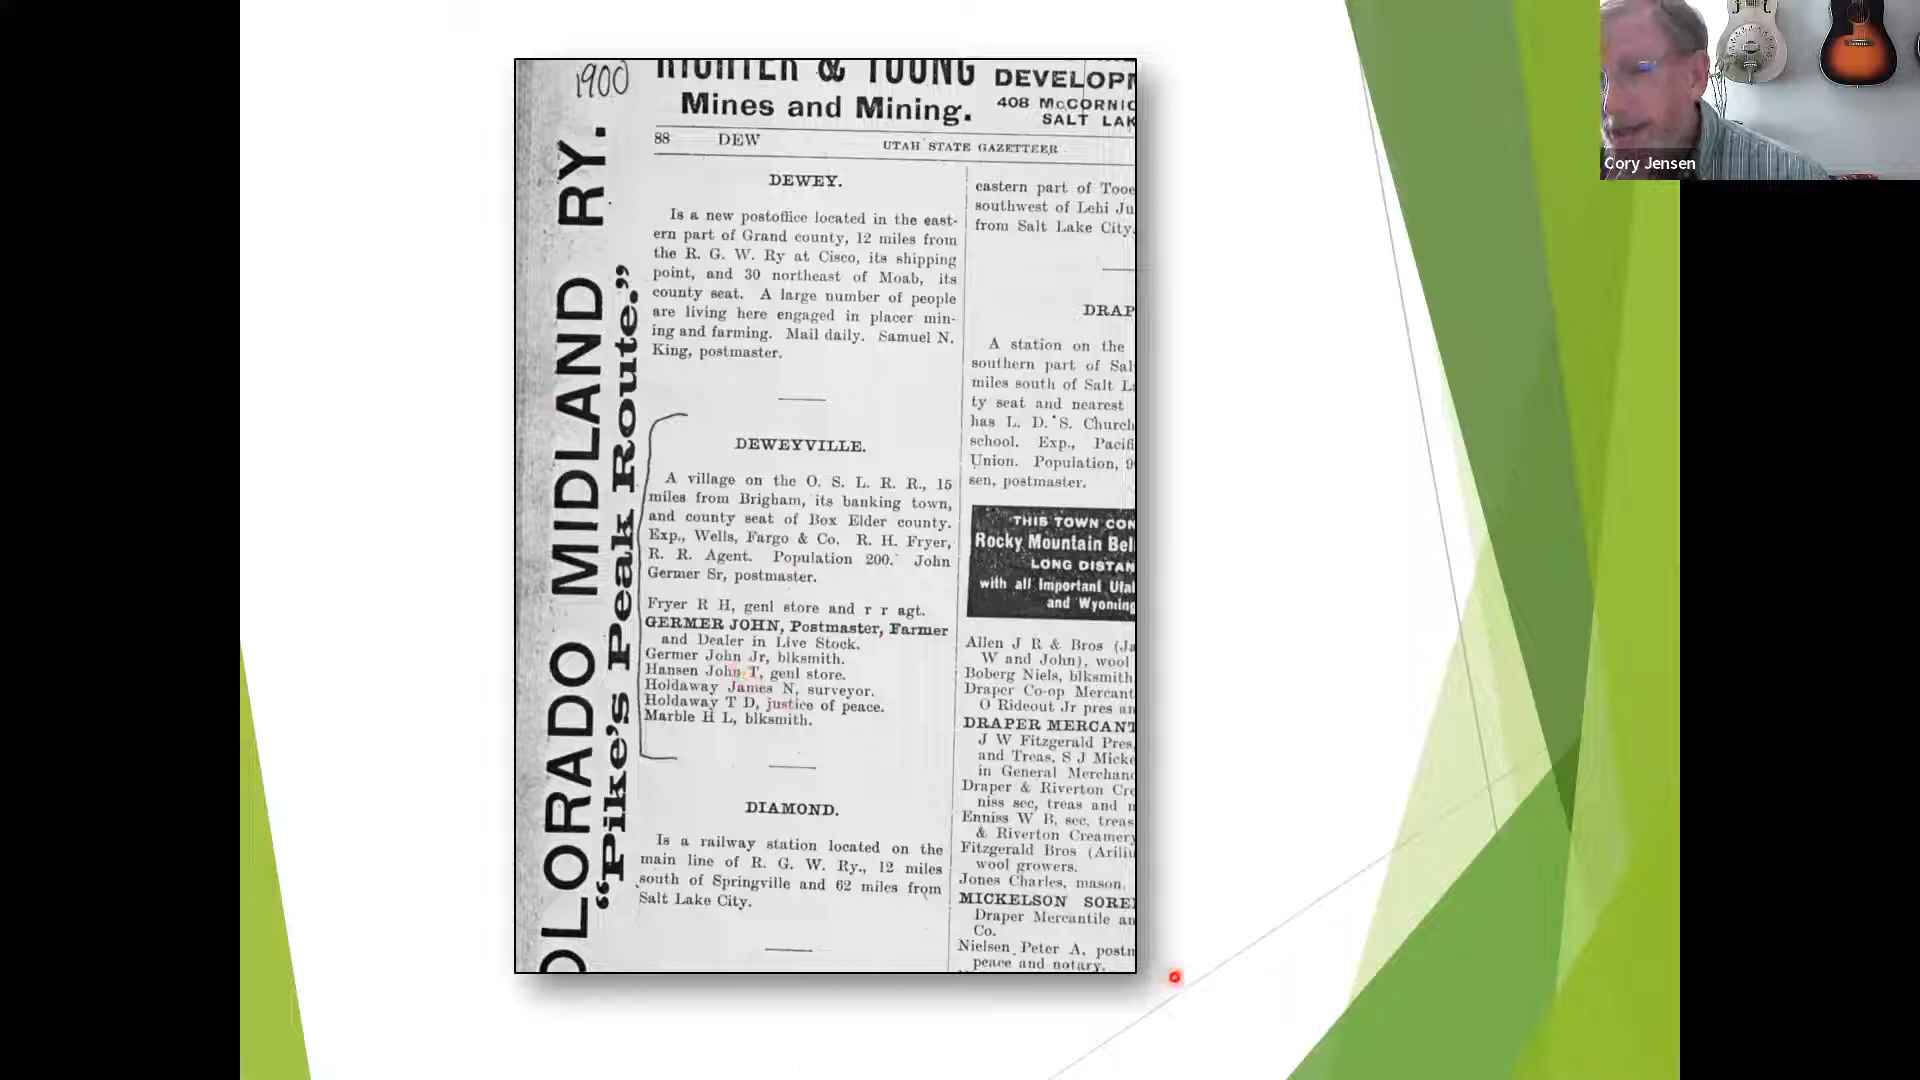 1900
RICHTER & YOUNG
Mines and Mining.
DEVELOPM
408 McCORNIC
SALT LAK
88 DEW UTAH STATE GAZETTEER
COLORADO MIDLAND RY.
"Pike's Peak Route."
DEWEY.
Is a new postoffice located in the east-
ern part of Grand county, 12 miles from
the R. G. W. Ry at Cisco, its shipping
point, and 30 northeast of Moab, its
county seat. A large number of people
are living here engaged in placer min-
ing and farming. Mail daily. Samuel N.
King, postmaster.
DEWEYVILLE.
A village on the O. S. L. R. R., 15
miles from Brigham, its banking town,
and county seat of Box Elder county.
Exp., Wells, Fargo & Co. R. H. Fryer,
R. R. Agent. Population 200. John
Germer Sr, postmaster.
Fryer R H, genl store and r r agt.
GERMER JOHN, Postmaster, Farmer
and Dealer in Live Stock.
Germer John Jr, blksmith.
Hansen John T, genl store.
Holdaway James N, surveyor.
Holdaway T D, justice of peace.
Marble H L, blksmith.
DIAMOND.
Is a railway station located on the
main line of R. G. W. Ry., 12 miles
south of Springville and 62 miles from
Salt Lake City.
eastern part of Tooe
southwest of Lehi Ju
from Salt Lake City.
DRAP
A station on the
southern part of Sal
miles south of Salt L
ty seat and nearest
has L. D. S. Church
school. Exp., Pacifi
Union. Population, 9
sen, postmaster.
THIS TOWN CON
Rocky Mountain Bel
LONG DISTAN
with all Important Utah
and Wyoming
Allen J R & Bros (Ja
W and John), wool
Boberg Niels, blksmith
Draper Co-op Mercant
O Rideout Jr pres an
DRAPER MERCANT
J W Fitzgerald Pres,
and Treas, S J Micke
in General Merchand
Draper & Riverton Cre
niss sec, treas and m
Enniss W B, sec, treas
& Riverton Creamery
Fitzgerald Bros (Ariliu
wool growers.
Jones Charles, mason.
MICKELSON SORE
Draper Mercantile an
Co.
Nielsen Peter A, postm
peace and notary.
Cory Jensen